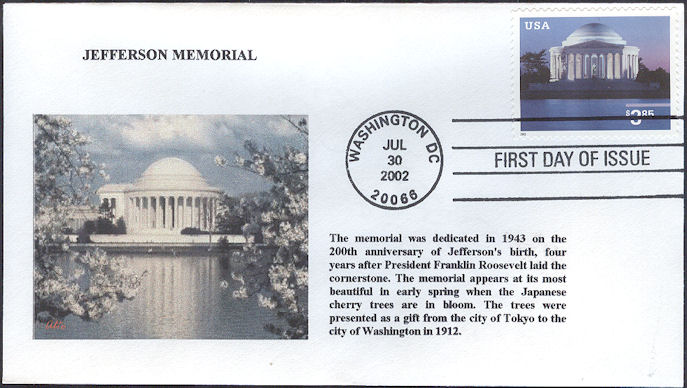 JEFFERSON MEMORIAL
USA
$3.85
WASHINGTON DC
JUL
30
2002
20066
FIRST DAY OF ISSUE
The memorial was dedicated in 1943 on the
200th anniversary of Jefferson's birth, four
years after President Franklin Roosevelt laid the
cornerstone. The memorial appears at its most
beautiful in early spring when the Japanese
cherry trees are in bloom. The trees were
presented as a gift from the city of Tokyo to the
city of Washington in 1912.